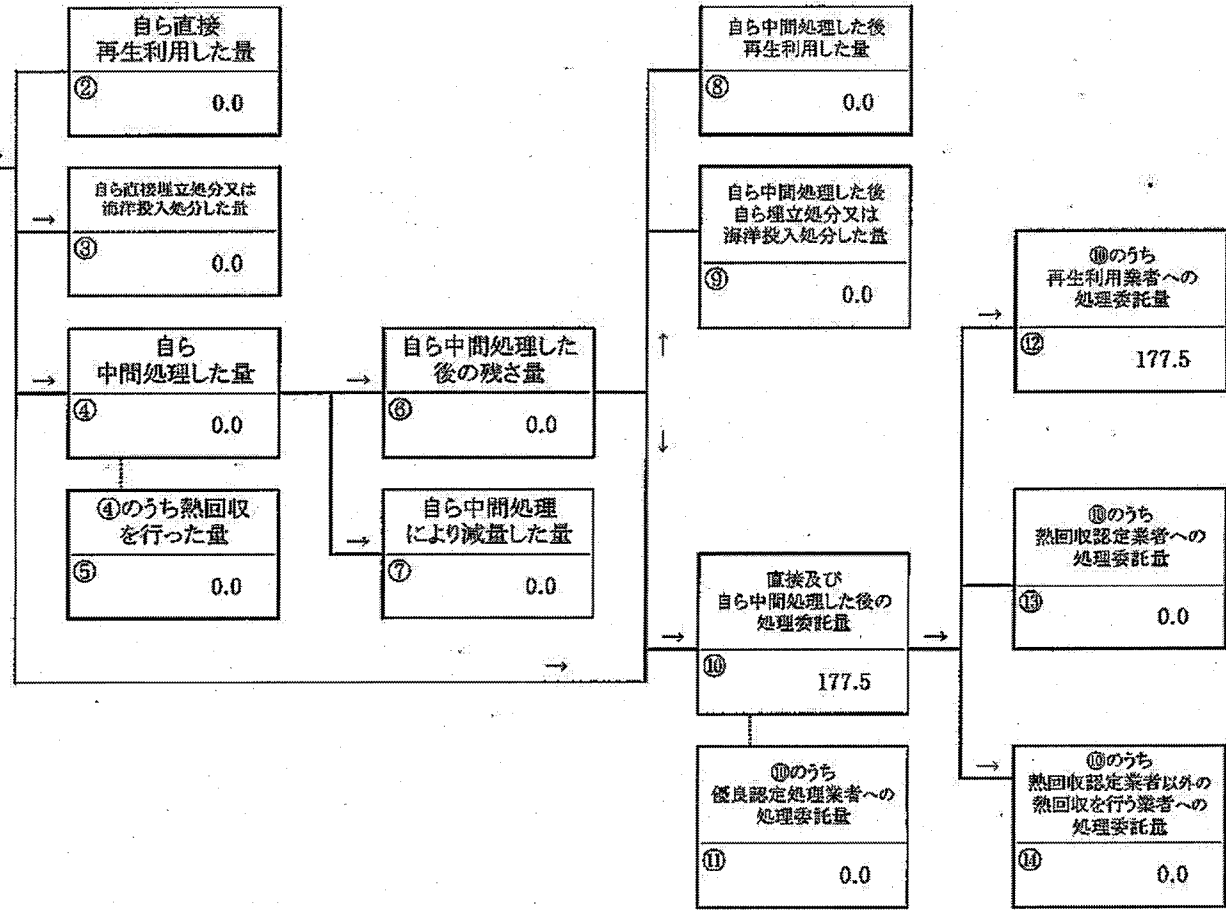 自ら直接
再生利用した量
②
0.0
自ら直接埋立処分又は
海洋投入処分した量
→
③
0.0
自ら
中間処理した量
→
④
0.0
④のうち熱回収
を行った量
⑤
0.0
自ら中間処理した
後の残さ量
→
⑥
0.0
自ら中間処理
により減量した量
→
⑦
0.0
→
自ら中間処理した後
再生利用した量
⑧
0.0
自ら中間処理した後
自ら埋立処分又は
海洋投入処分した量
⑨
0.0
↑
↓
直接及び
自ら中間処理した後の
処理委託量
→
⑩
177.5
⑩のうち
優良認定処理業者への
処理委託量
⑪
0.0
→
⑩のうち
再生利用業者への
処理委託量
→
⑫
177.5
⑩のうち
熱回収認定業者への
処理委託量
⑬
0.0
⑩のうち
熱回収認定業者以外の
熱回収を行う業者への
処理委託量
→
⑭
0.0